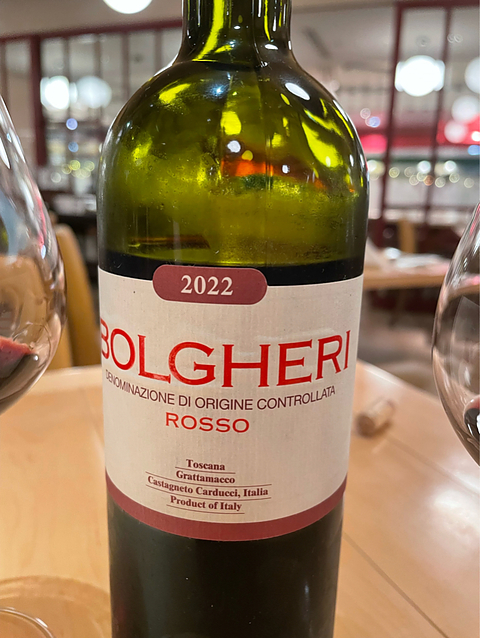 2022
BOLGHERI
DENOMINAZIONE DI ORIGINE CONTROLLATA
ROSSO
Toscana
Grattamacco
Castagneto Carducci, Italia
Product of Italy